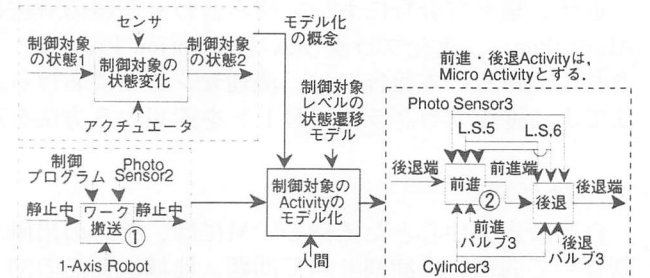 センサ
制御対象
の状態1
制御対象の
状態変化
制御対象
の状態2
アクチュエータ
モデル化
の概念
制御対象
レベルの
状態遷移
モデル
制御
プログラム
Photo
Sensor2
静止中
ワーク
搬送
①
静止中
1-Axis Robot
制御対象の
Activityの
モデル化
人間
前進・後退Activityは,
Micro Activityとする.
Photo Sensor3
L.S.5
L.S.6
後退端
前進
②
前進端
後退
後退端
前進
バルブ3
後退
バルブ3
Cylinder3